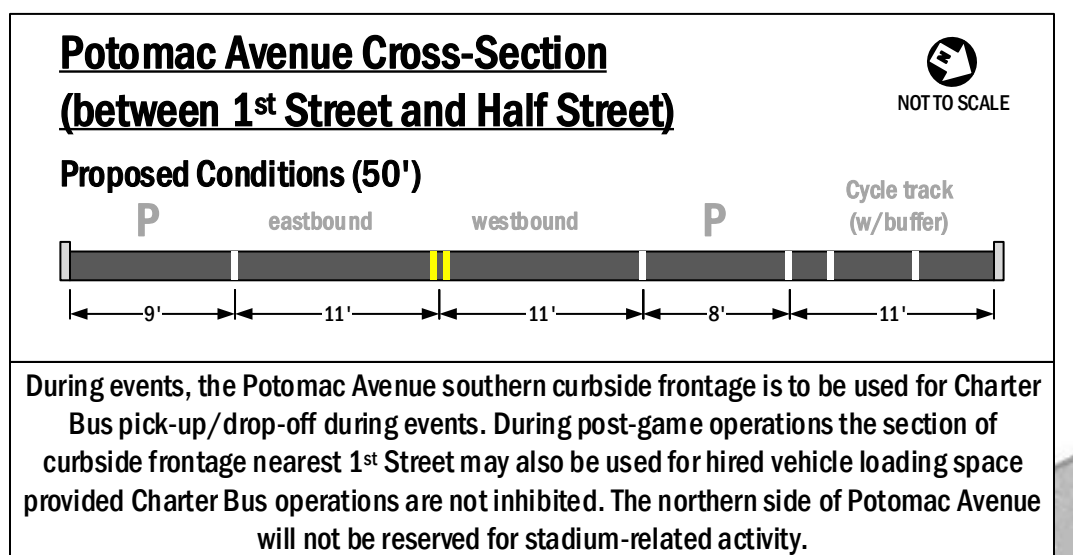 Potomac Avenue Cross-Section
(between 1st Street and Half Street)
N
NOT TO SCALE
Proposed Conditions (50')
P
eastbound
westbound
P
Cycle track
(w/buffer)
9'
11'
11'
8'
11'
During events, the Potomac Avenue southern curbside frontage is to be used for Charter
Bus pick-up/drop-off during events. During post-game operations the section of
curbside frontage nearest 1st Street may also be used for hired vehicle loading space
provided Charter Bus operations are not inhibited. The northern side of Potomac Avenue
will not be reserved for stadium-related activity.